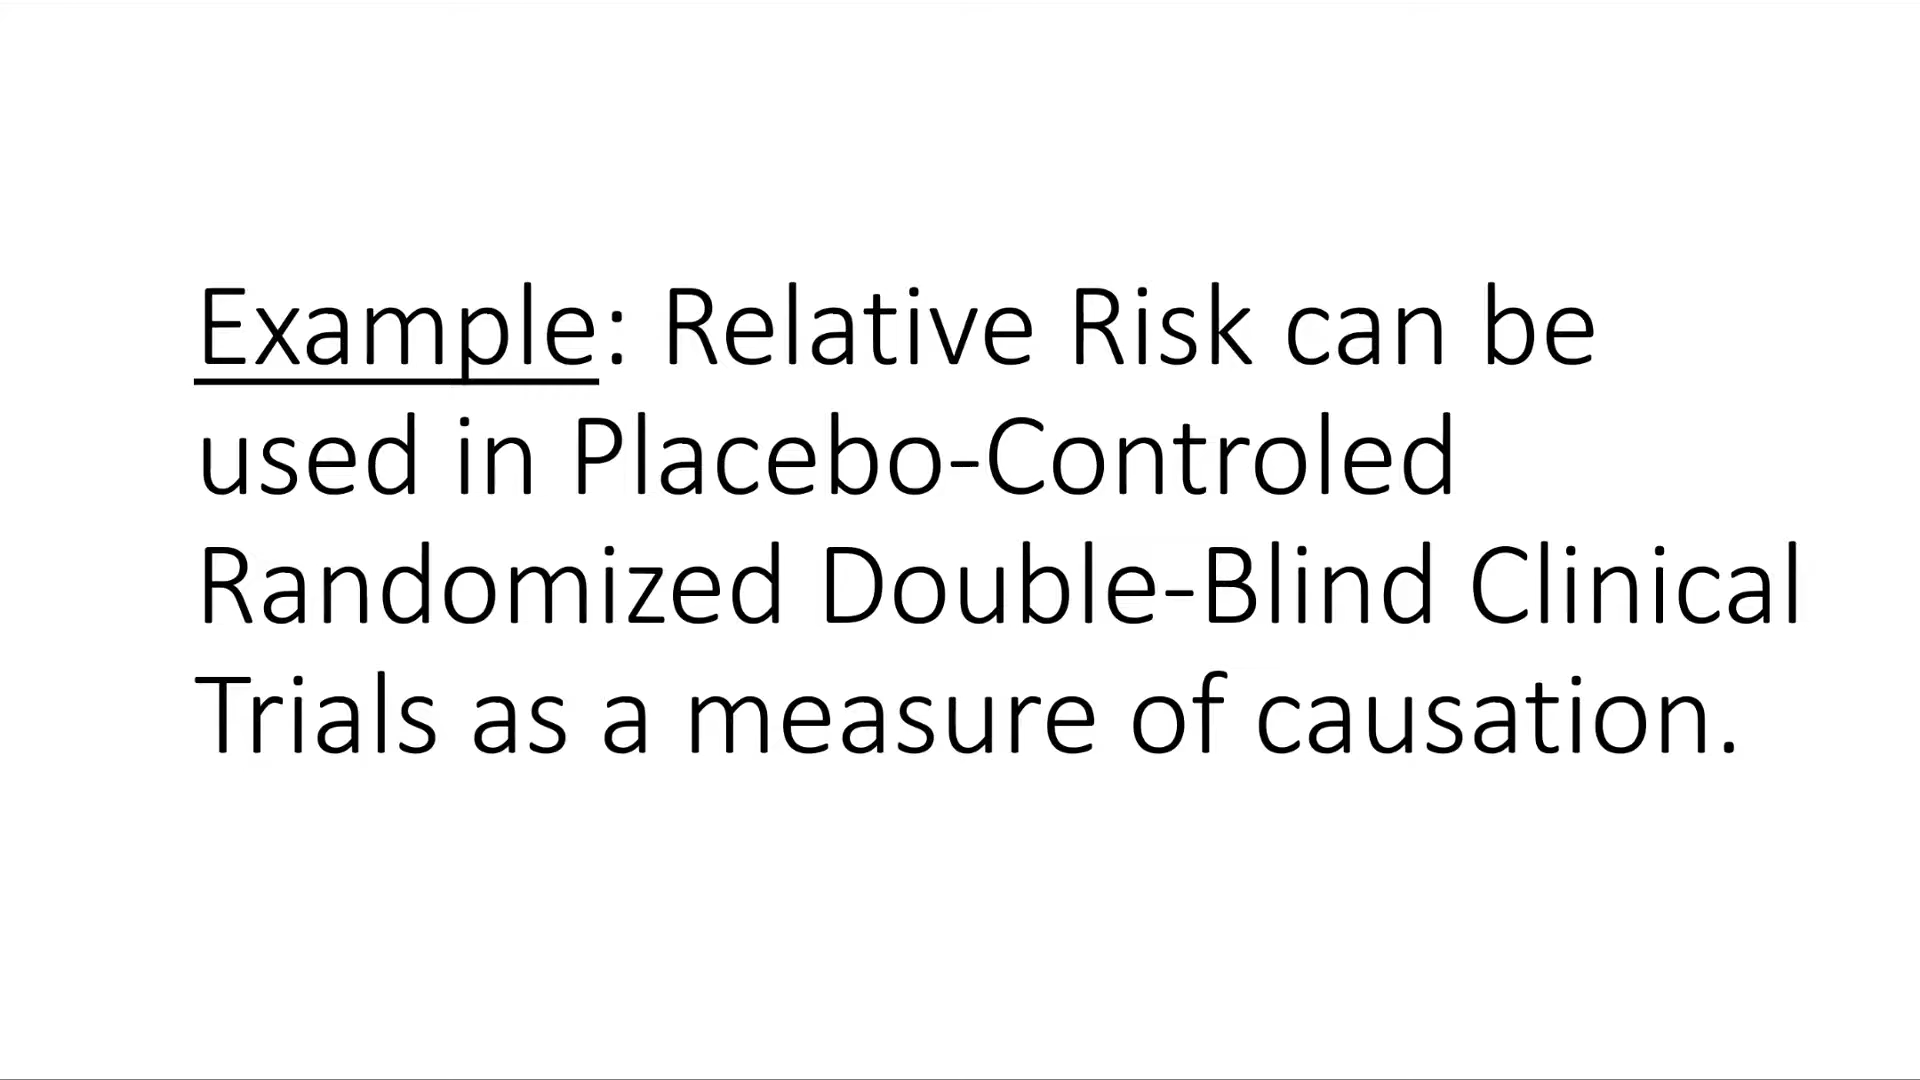 Example: Relative Risk can be
used in Placebo-Controled
Randomized Double-Blind Clinical
Trials as a measure of causation.